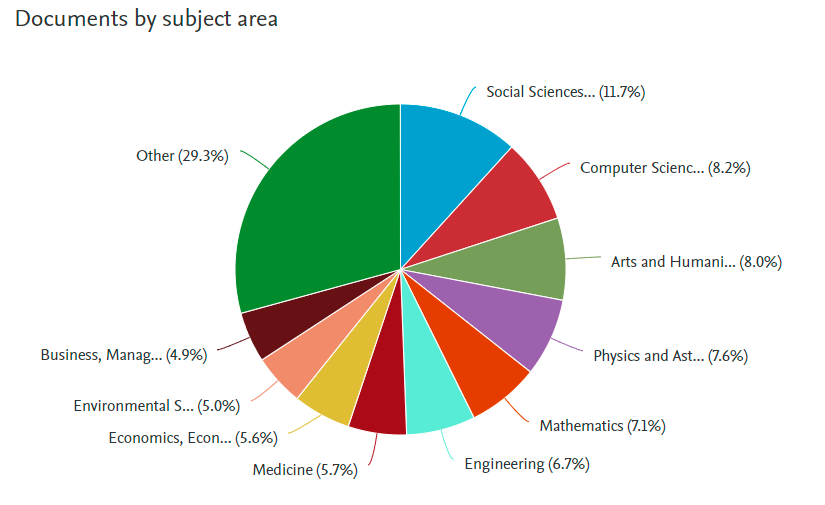 Documents by subject area
Social Sciences... (11.7%)
Other (29.3%)
Computer Scienc... (8.2%)
Arts and Humani... (8.0%)
Business, Manag... (4.9%)
Physics and Ast... (7.6%)
Environmental S... (5.0%)
Mathematics (7.1%)
Economics, Econ... (5.6%)
Engineering (6.7%)
Medicine (5.7%)